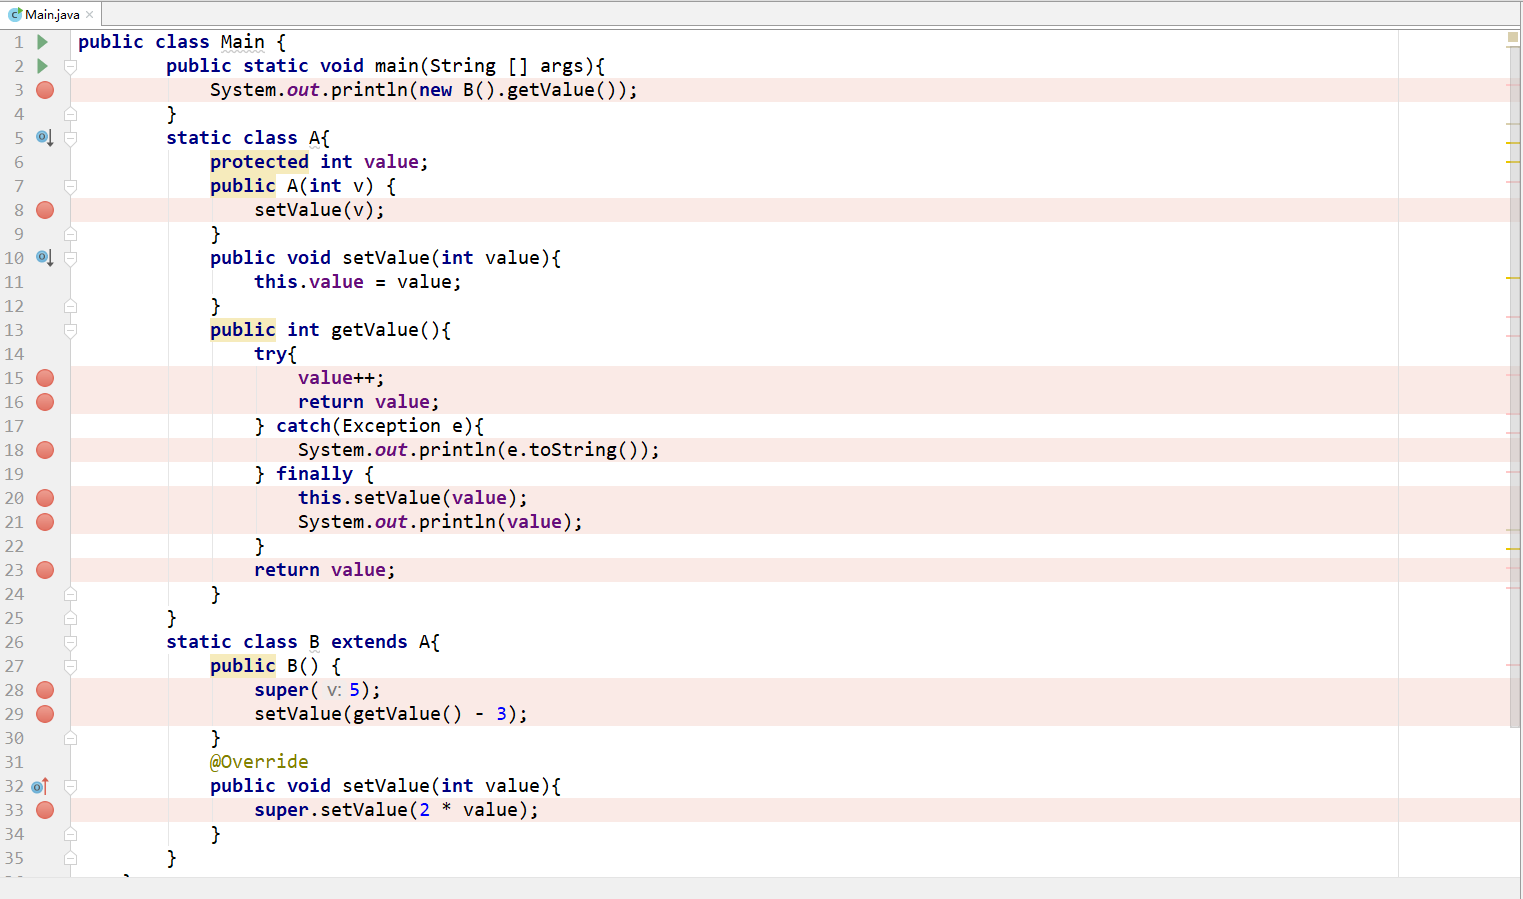 Main.java
1 public class Main {
2 public static void main(String [] args){
3 System.out.println(new B().getValue());
4 }
5 static class A{
6 protected int value;
7 public A(int v) {
8 setValue(v);
9 }
10 public void setValue(int value){
11 this.value = value;
12 }
13 public int getValue(){
14 try{
15 value++;
16 return value;
17 } catch(Exception e){
18 System.out.println(e.toString());
19 } finally {
20 this.setValue(value);
21 System.out.println(value);
22 }
23 return value;
24 }
25 }
26 static class B extends A{
27 public B() {
28 super( v: 5);
29 setValue(getValue() - 3);
30 }
31 @Override
32 public void setValue(int value){
33 super.setValue(2 * value);
34 }
35 }